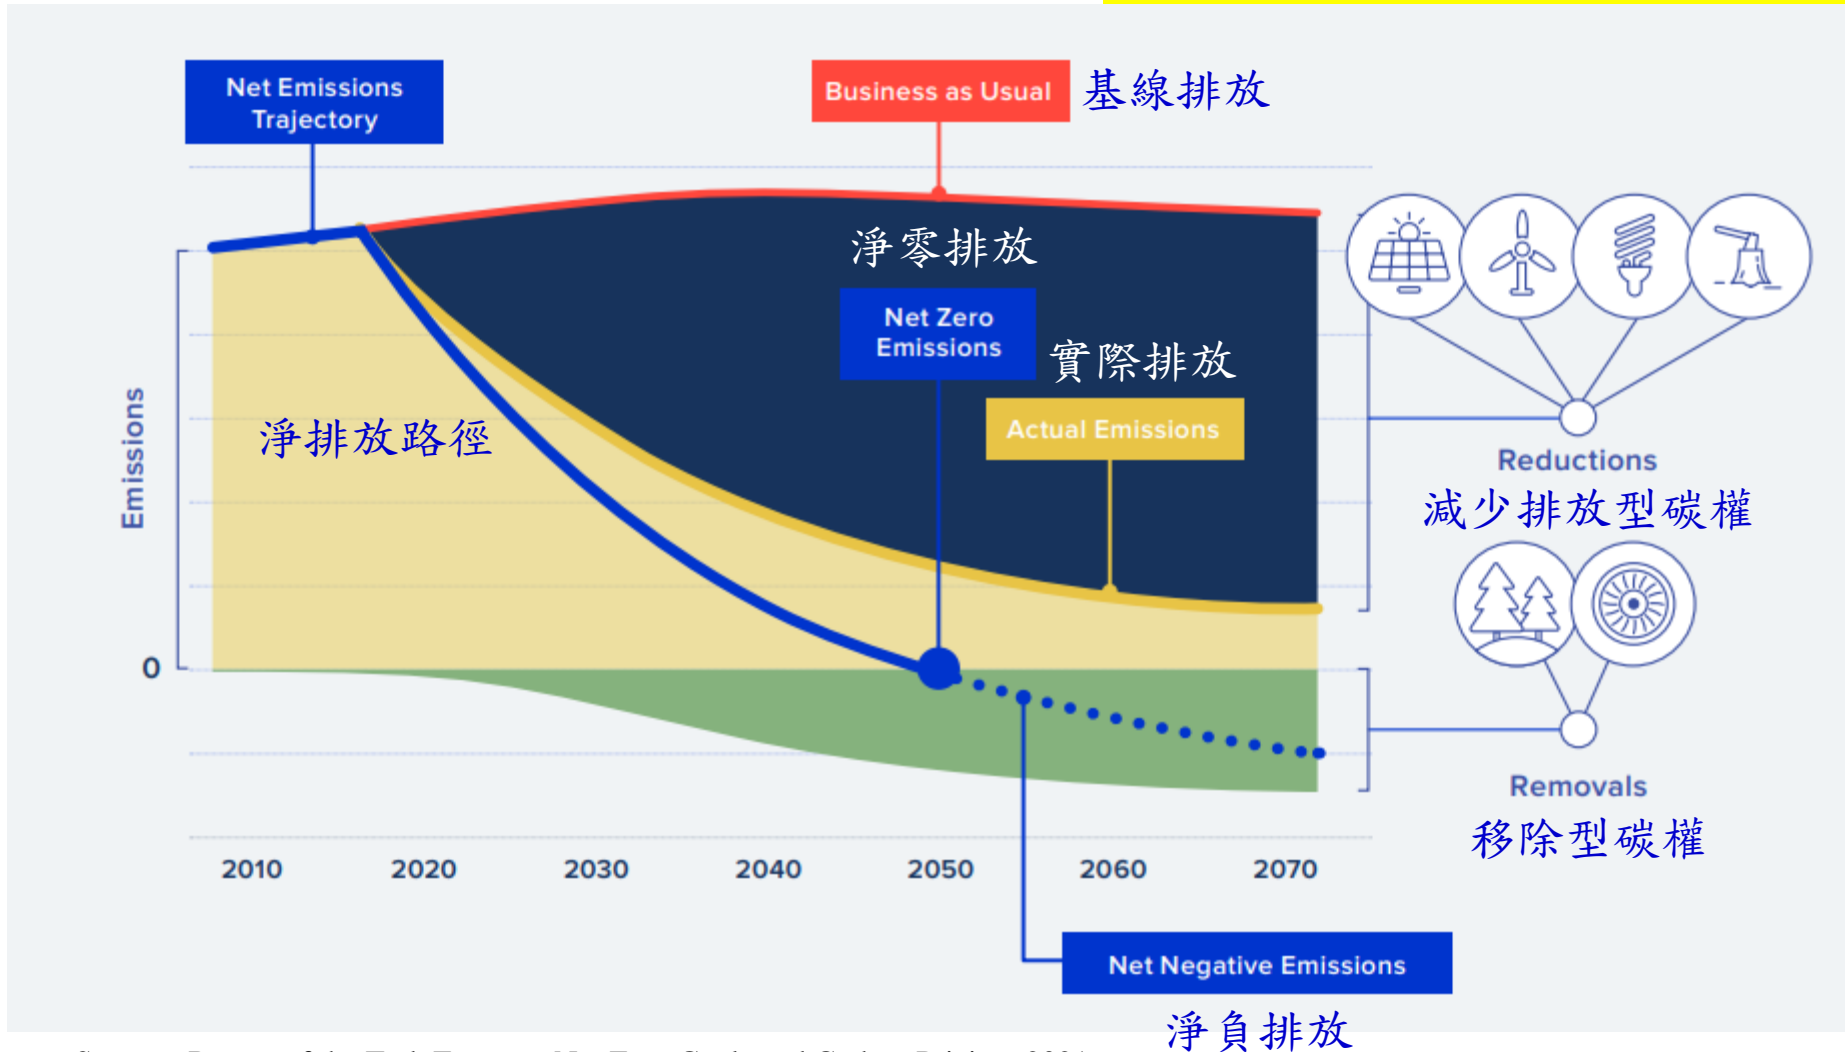 Net Emissions
Trajectory
Business as Usual
基線排放
淨零排放
Net Zero
Emissions
實際排放
Actual Emissions
淨排放路徑
Emissions
Reductions
減少排放型碳權
0
Removals
移除型碳權
2010 2020 2030 2040 2050 2060 2070
Net Negative Emissions
淨負排放